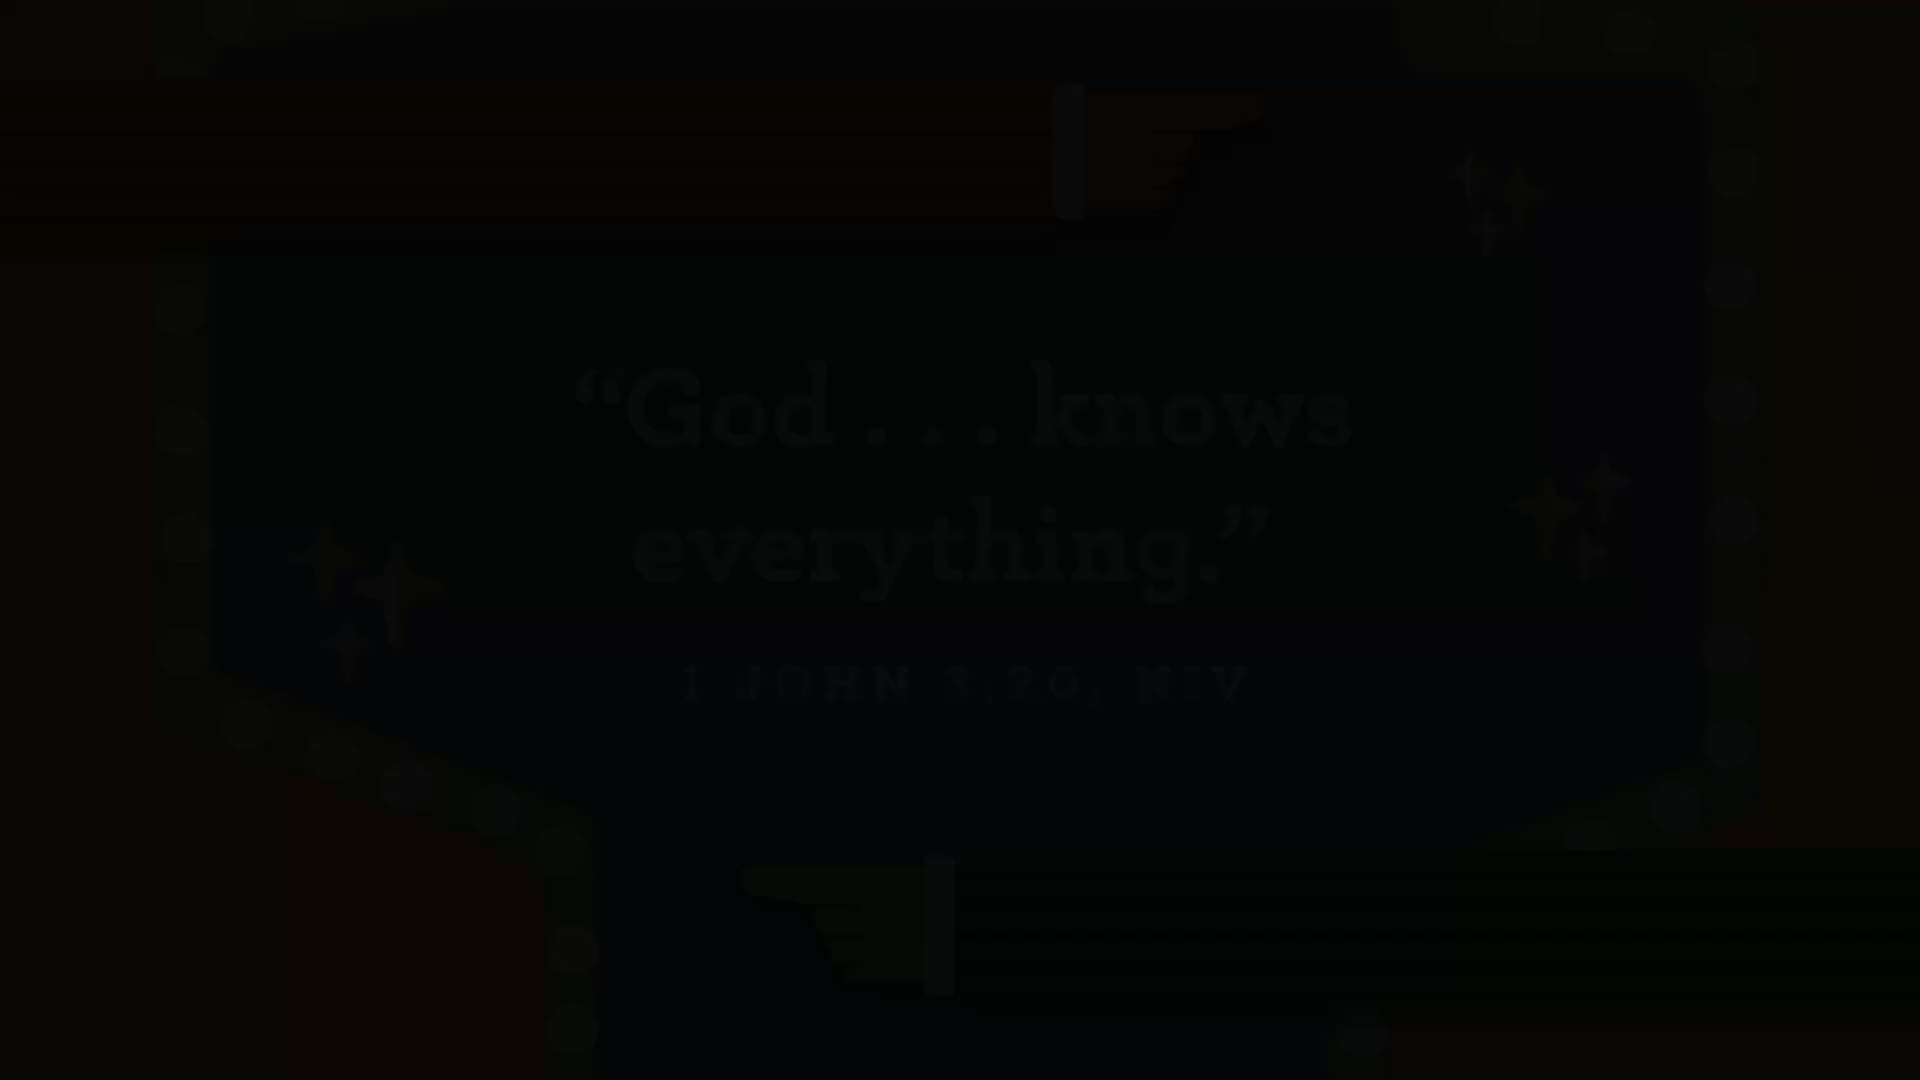 “God . . . knows
everything.”
1 JOHN 3:20, NIV